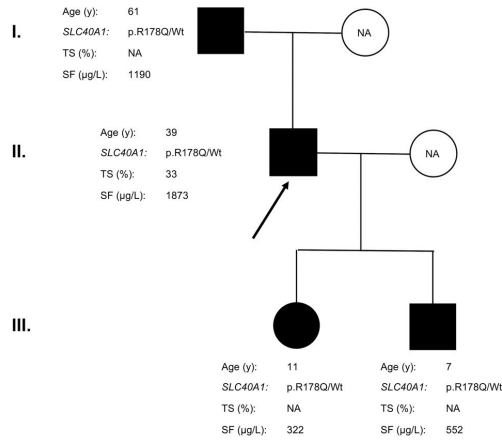 I.
Age (y): 61
SLC40A1: p.R178Q/Wt
TS (%): NA
SF (µg/L): 1190
NA
II.
Age (y): 39
SLC40A1: p.R178Q/Wt
TS (%): 33
SF (µg/L): 1873
NA
III.
Age (y): 11
SLC40A1: p.R178Q/Wt
TS (%): NA
SF (µg/L): 322
Age (y): 7
SLC40A1: p.R178Q/Wt
TS (%): NA
SF (µg/L): 552